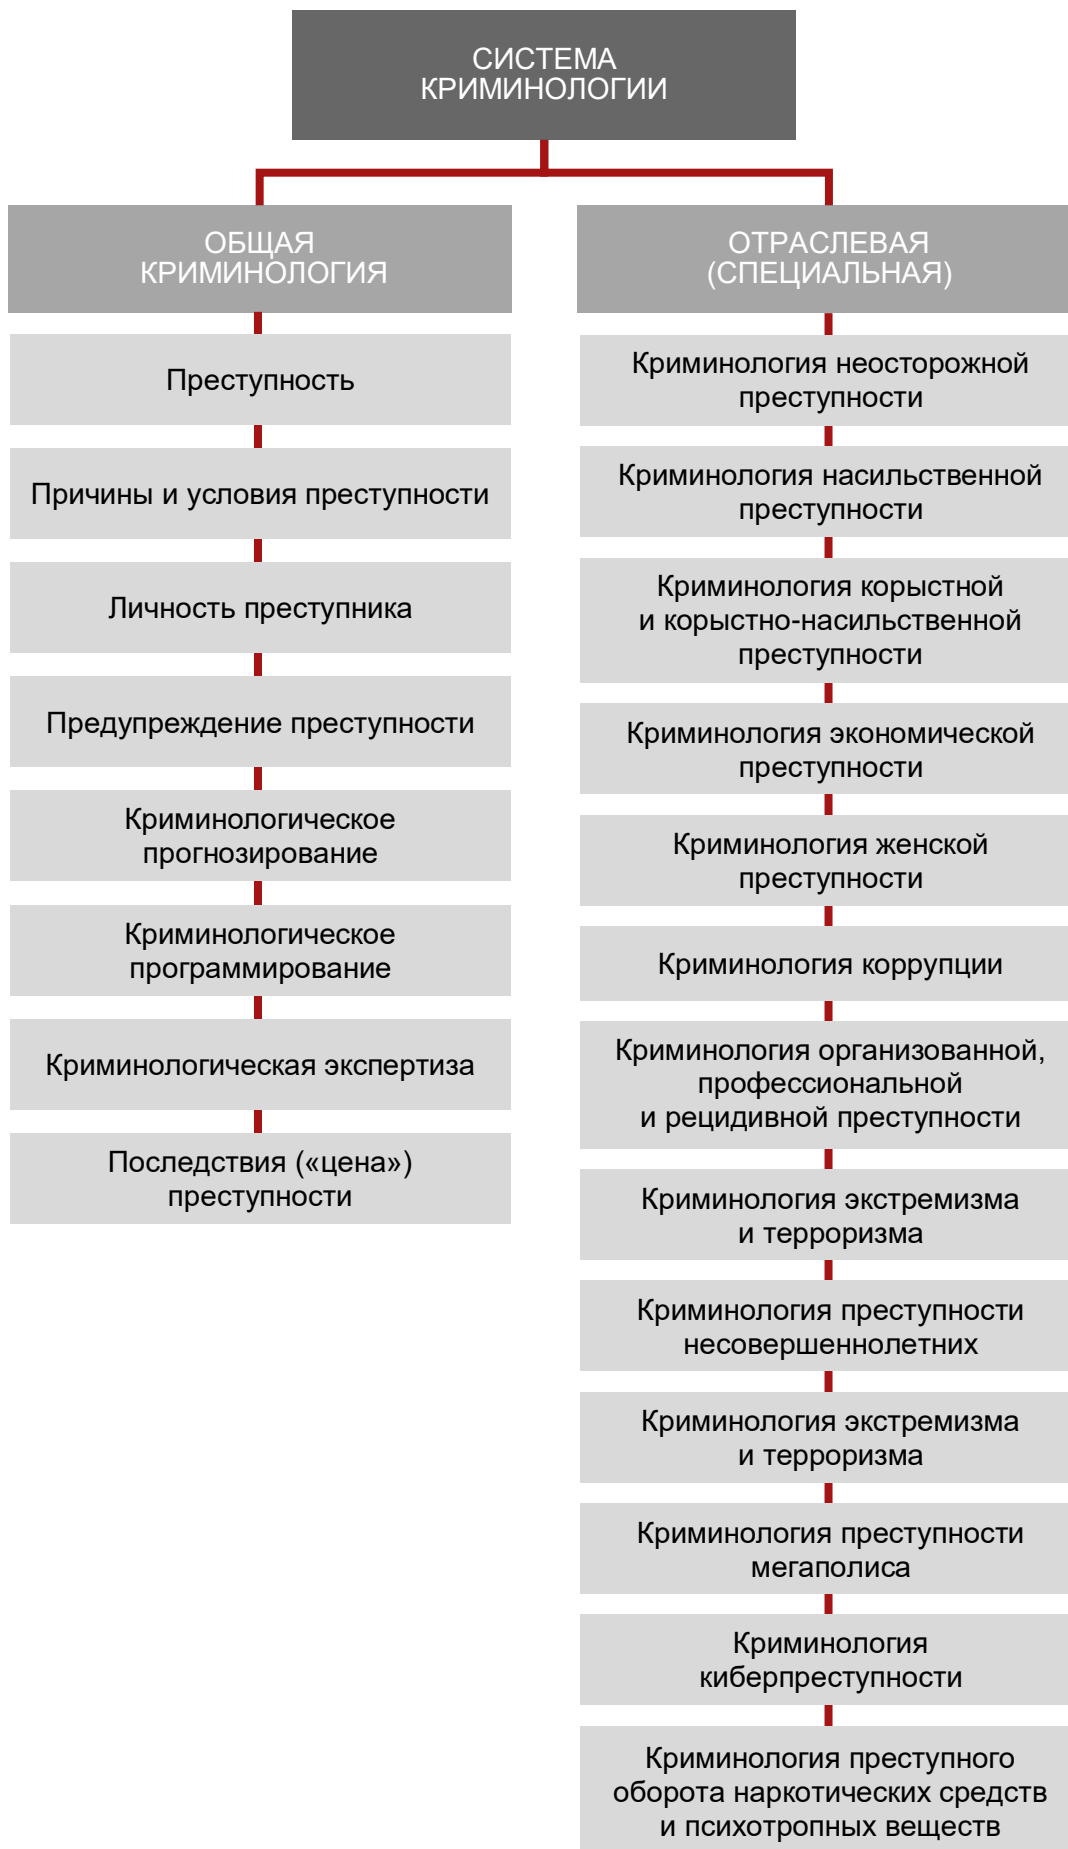 СИСТЕМА
КРИМИНОЛОГИИ
ОБЩАЯ
КРИМИНОЛОГИЯ
Преступность
Причины и условия преступности
Личность преступника
Предупреждение преступности
Криминологическое
прогнозирование
Криминологическое
программирование
Криминологическая экспертиза
Последствия («цена»)
преступности
ОТРАСЛЕВАЯ
(СПЕЦИАЛЬНАЯ)
Криминология неосторожной
преступности
Криминология насильственной
преступности
Криминология корыстной
и корыстно-насильственной
преступности
Криминология экономической
преступности
Криминология женской
преступности
Криминология коррупции
Криминология организованной,
профессиональной
и рецидивной преступности
Криминология экстремизма
и терроризма
Криминология преступности
несовершеннолетних
Криминология экстремизма
и терроризма
Криминология преступности
мегаполиса
Криминология
киберпреступности
Криминология преступного
оборота наркотических средств
и психотропных веществ